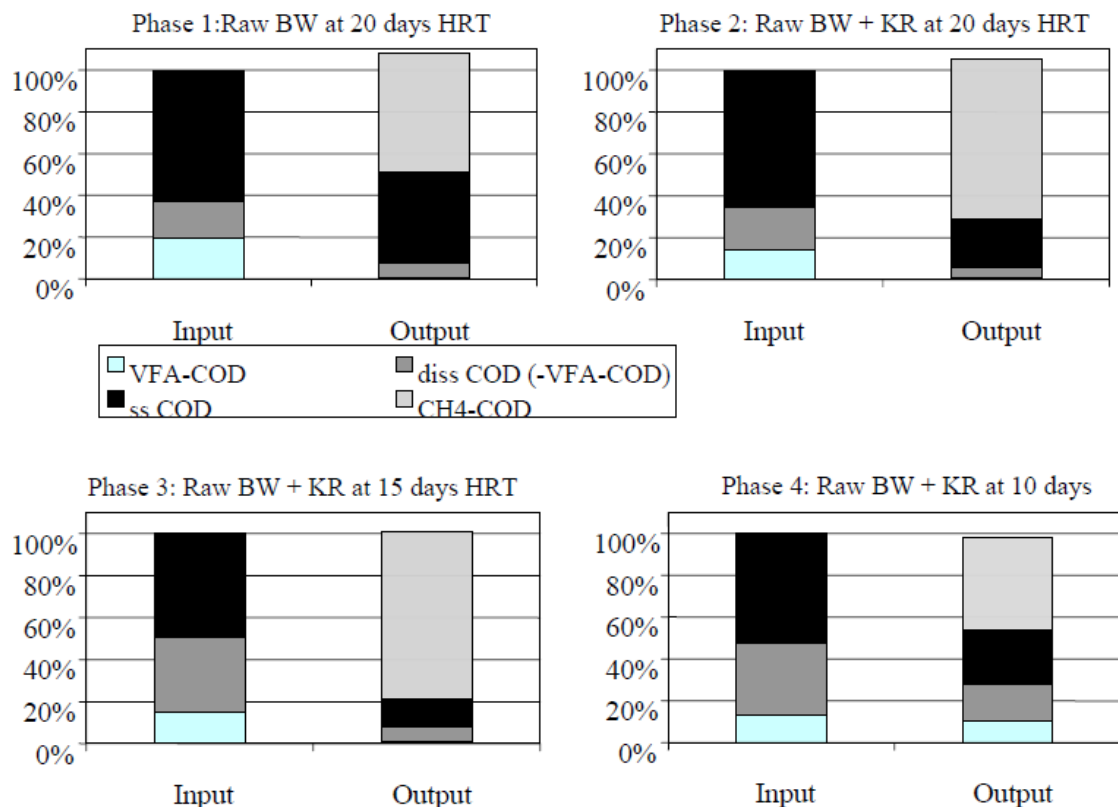 Phase 1:Raw BW at 20 days HRT
100%
80%
60%
40%
20%
0%
Input Output
Phase 2: Raw BW + KR at 20 days HRT
100%
80%
60%
40%
20%
0%
Input Output
VFA-COD diss COD (-VFA-COD)
ss COD CH4-COD
Phase 3: Raw BW + KR at 15 days HRT
100%
80%
60%
40%
20%
0%
Input Output
Phase 4: Raw BW + KR at 10 days
100%
80%
60%
40%
20%
0%
Input Output